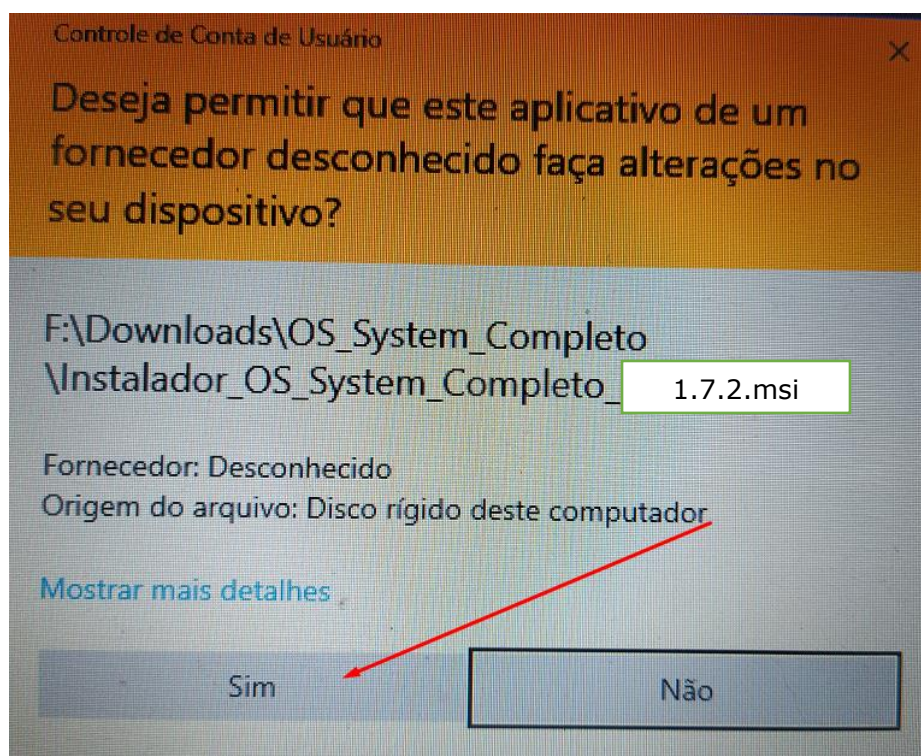 Controle de Conta de Usuário
Deseja permitir que este aplicativo de um
fornecedor desconhecido faça alterações no
seu dispositivo?
F:\Downloads\OS_System_Completo
\Instalador_OS_System_Completo_ 1.7.2.msi
Fornecedor: Desconhecido
Origem do arquivo: Disco rígido deste computador
Mostrar mais detalhes
Sim Não